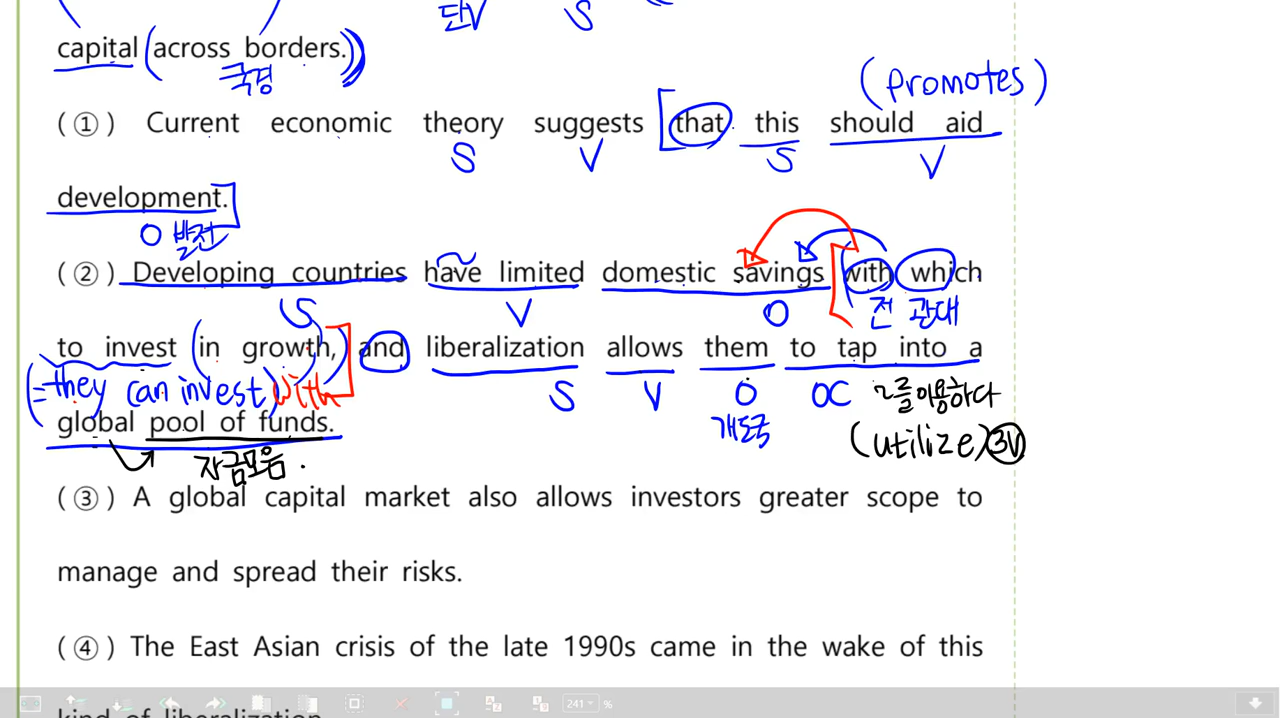 단V S
capital (across borders.)
국경
(promotes)
( ① ) Current economic theory suggests [that this should aid
S V S V
development.]
O 발전
( ② ) Developing countries have limited domestic savings [with which
S V O 전 관대
to invest (in growth,)] and liberalization allows them to tap into a
(= they can invest) with S V O OC ~를 이용하다
global pool of funds. 개도국 (utilize) 3V
자금모음.
( ③ ) A global capital market also allows investors greater scope to
manage and spread their risks.
( ④ ) The East Asian crisis of the late 1990s came in the wake of this
kind of liberalization
241 %